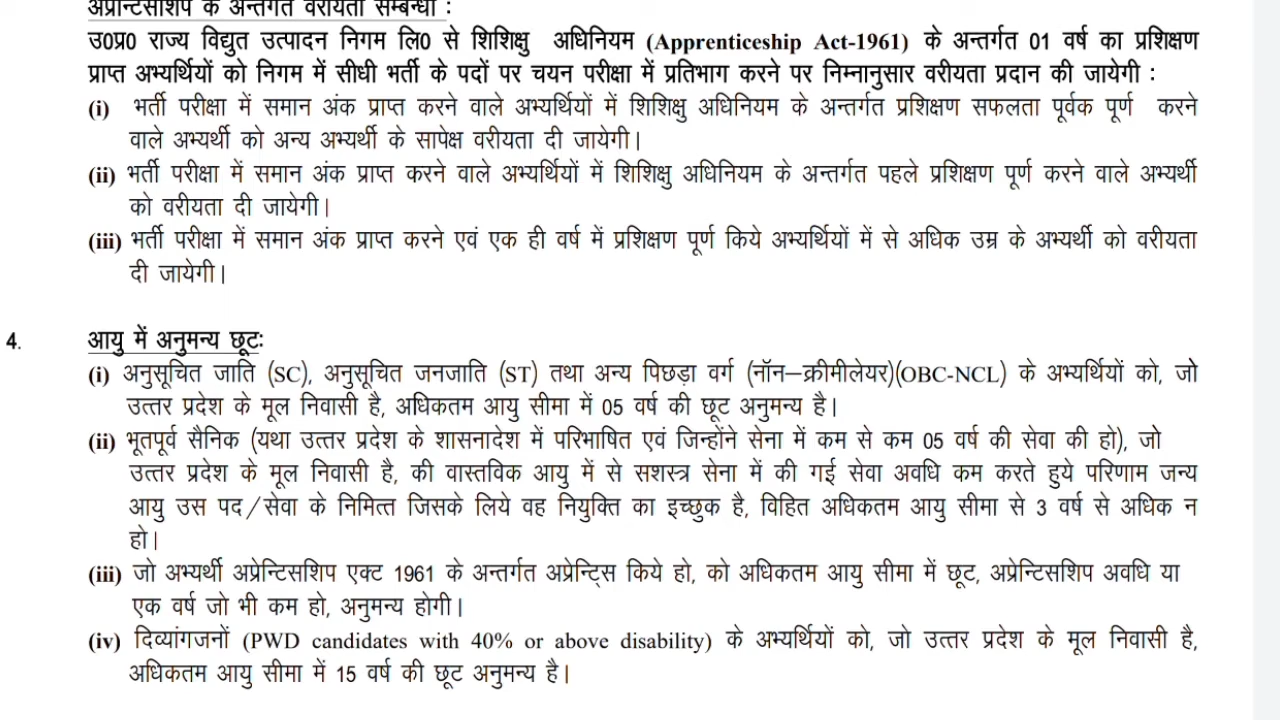 अप्रेन्टिसशिप के अन्तर्गत वरीयता सम्बन्धी :
उ0प्र0 राज्य विद्युत उत्पादन निगम लि0 से शिशिक्षु अधिनियम (Apprenticeship Act-1961) के अन्तर्गत 01 वर्ष का प्रशिक्षण
प्राप्त अभ्यर्थियों को निगम में सीधी भर्ती के पदों पर चयन परीक्षा में प्रतिभाग करने पर निम्नानुसार वरीयता प्रदान की जायेगी :
(i) भर्ती परीक्षा में समान अंक प्राप्त करने वाले अभ्यर्थियों में शिशिक्षु अधिनियम के अन्तर्गत प्रशिक्षण सफलता पूर्वक पूर्ण करने
वाले अभ्यर्थी को अन्य अभ्यर्थी के सापेक्ष वरीयता दी जायेगी।
(ii) भर्ती परीक्षा में समान अंक प्राप्त करने वाले अभ्यर्थियों में शिशिक्षु अधिनियम के अन्तर्गत पहले प्रशिक्षण पूर्ण करने वाले अभ्यर्थी
को वरीयता दी जायेगी।
(iii) भर्ती परीक्षा में समान अंक प्राप्त करने एवं एक ही वर्ष में प्रशिक्षण पूर्ण किये अभ्यर्थियों में से अधिक उम्र के अभ्यर्थी को वरीयता
दी जायेगी।
4. आयु में अनुमन्य छूटः
(i) अनुसूचित जाति (SC), अनुसूचित जनजाति (ST) तथा अन्य पिछड़ा वर्ग (नॉन–क्रीमीलेयर)(OBC-NCL) के अभ्यर्थियों को, जो
उत्तर प्रदेश के मूल निवासी है, अधिकतम आयु सीमा में 05 वर्ष की छूट अनुमन्य है।
(ii) भूतपूर्व सैनिक (यथा उत्तर प्रदेश के शासनादेश में परिभाषित एवं जिन्होंने सेना में कम से कम 05 वर्ष की सेवा की हो), जो
उत्तर प्रदेश के मूल निवासी है, की वास्तविक आयु में से सशस्त्र सेना में की गई सेवा अवधि कम करते हुये परिणाम जन्य
आयु उस पद/सेवा के निमित्त जिसके लिये वह नियुक्ति का इच्छुक है, विहित अधिकतम आयु सीमा से 3 वर्ष से अधिक न
हो।
(iii) जो अभ्यर्थी अप्रेन्टिसशिप एक्ट 1961 के अन्तर्गत अप्रेन्ट्सि किये हो, को अधिकतम आयु सीमा में छूट, अप्रेन्टिसशिप अवधि या
एक वर्ष जो भी कम हो, अनुमन्य होगी।
(iv) दिव्यांगजनों (PWD candidates with 40% or above disability) के अभ्यर्थियों को, जो उत्तर प्रदेश के मूल निवासी है,
अधिकतम आयु सीमा में 15 वर्ष की छूट अनुमन्य है।